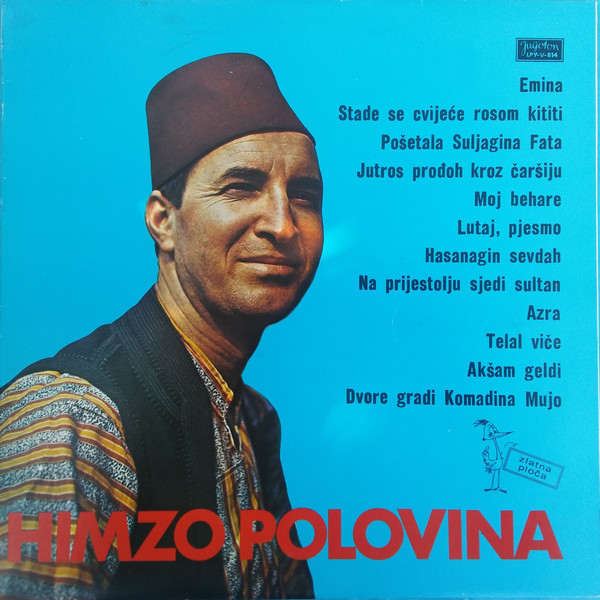 Jugoton
LPY-V-814
Emina
Stade se cvijeće rosom kititi
Pošetala Suljagina Fata
Jutros prođoh kroz čaršiju
Moj behare
Lutaj, pjesmo
Hasanagin sevdah
Na prijestolju sjedi sultan
Azra
Telal viče
Akšam geldi
Dvore gradi Komadina Mujo
zlatna
ploča
HIMZO POLOVINA